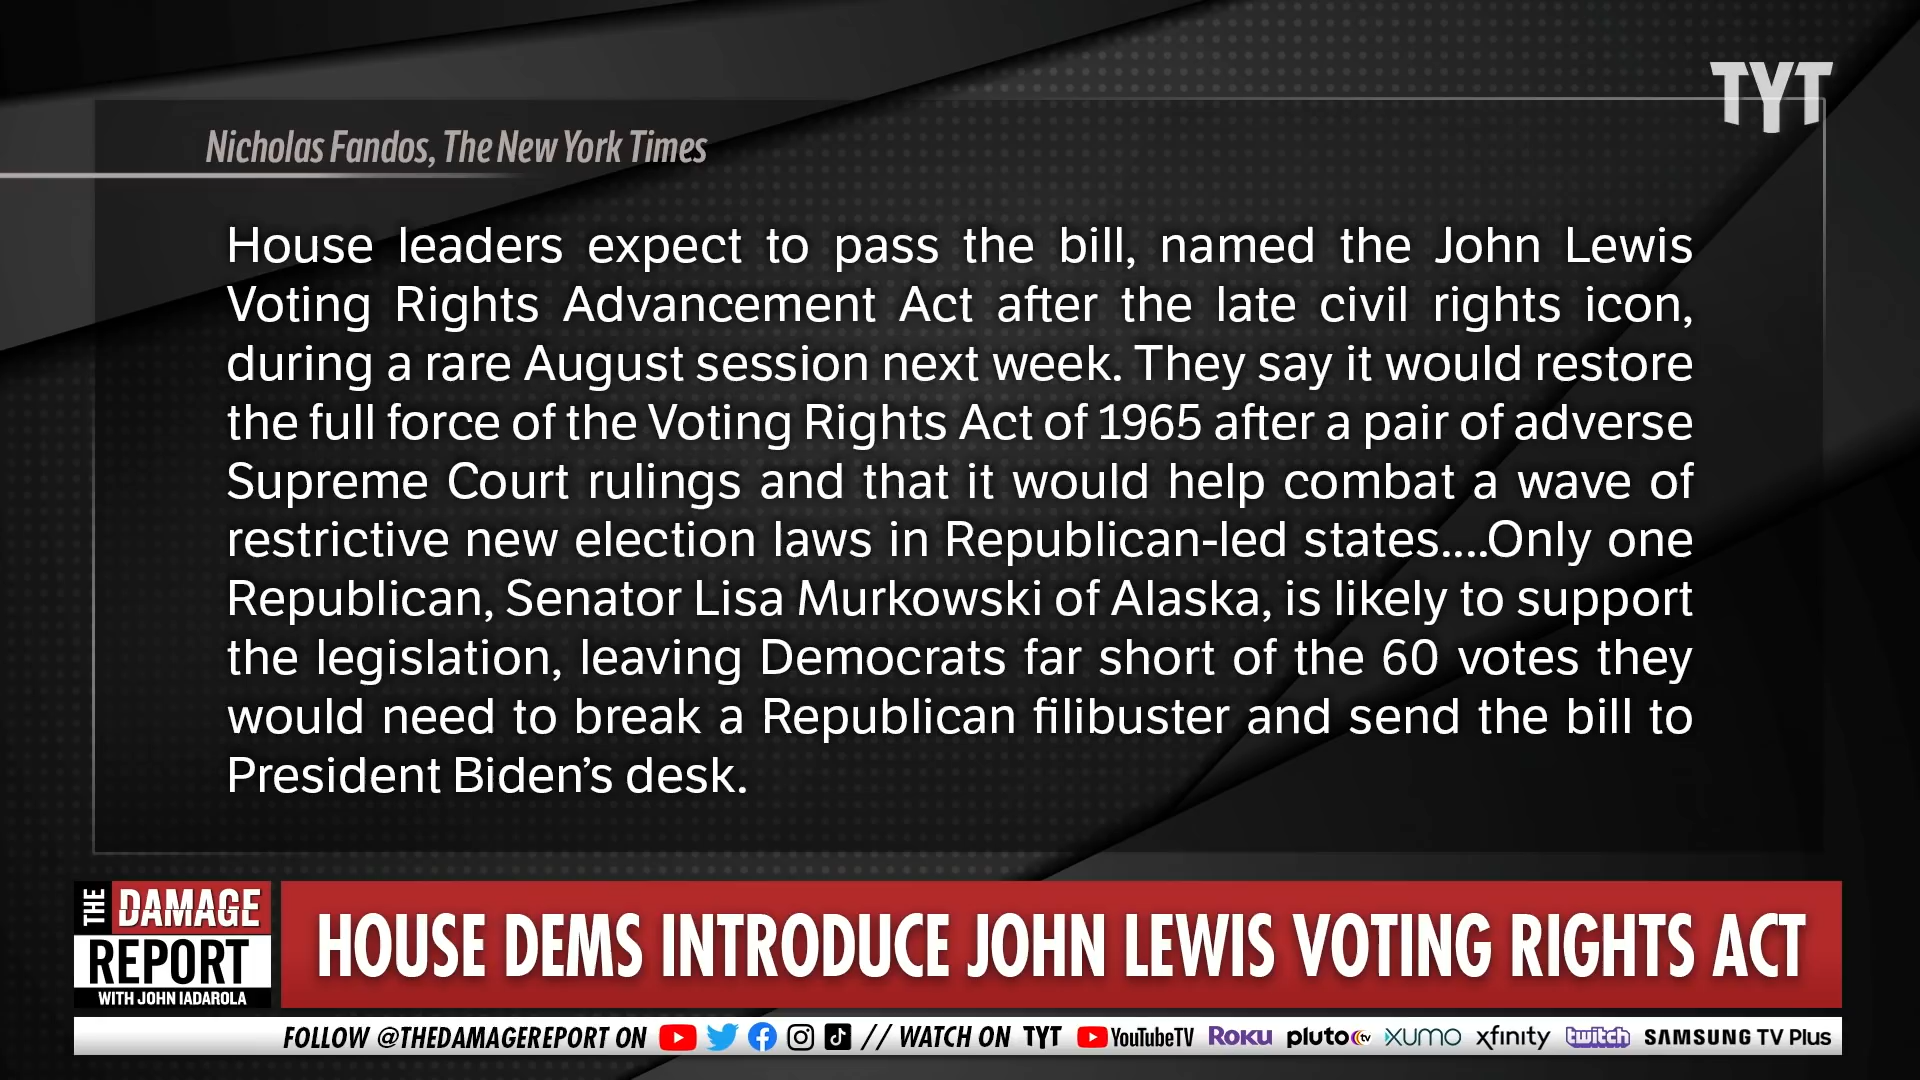 TYT
Nicholas Fandos, The New York Times
House leaders expect to pass the bill, named the John Lewis
Voting Rights Advancement Act after the late civil rights icon,
during a rare August session next week. They say it would restore
the full force of the Voting Rights Act of 1965 after a pair of adverse
Supreme Court rulings and that it would help combat a wave of
restrictive new election laws in Republican-led states....Only one
Republican, Senator Lisa Murkowski of Alaska, is likely to support
the legislation, leaving Democrats far short of the 60 votes they
would need to break a Republican filibuster and send the bill to
President Biden’s desk.
THE DAMAGE
REPORT
WITH JOHN IADAROLA
HOUSE DEMS INTRODUCE JOHN LEWIS VOTING RIGHTS ACT
FOLLOW @THEDAMAGEREPORT ON // WATCH ON TYT YouTubeTV ROKU pluto tv XUMO xfinity twitch SAMSUNG TV Plus